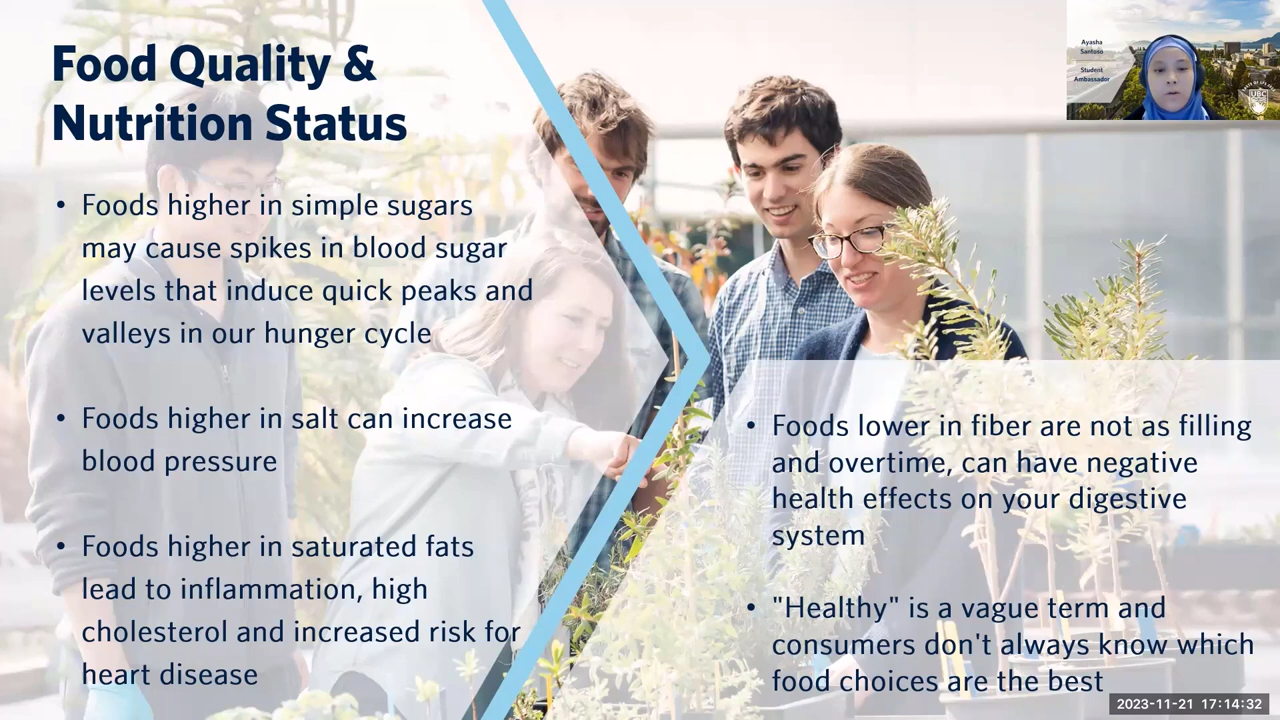 Food Quality &
Nutrition Status
• Foods higher in simple sugars
may cause spikes in blood sugar
levels that induce quick peaks and
valleys in our hunger cycle
• Foods higher in salt can increase
blood pressure
• Foods higher in saturated fats
lead to inflammation, high
cholesterol and increased risk for
heart disease
• Foods lower in fiber are not as filling
and overtime, can have negative
health effects on your digestive
system
• "Healthy" is a vague term and
consumers don't always know which
food choices are the best
Ayasha
Santoso
Student
Ambassador
UBC
2023-11-21 17:14:32